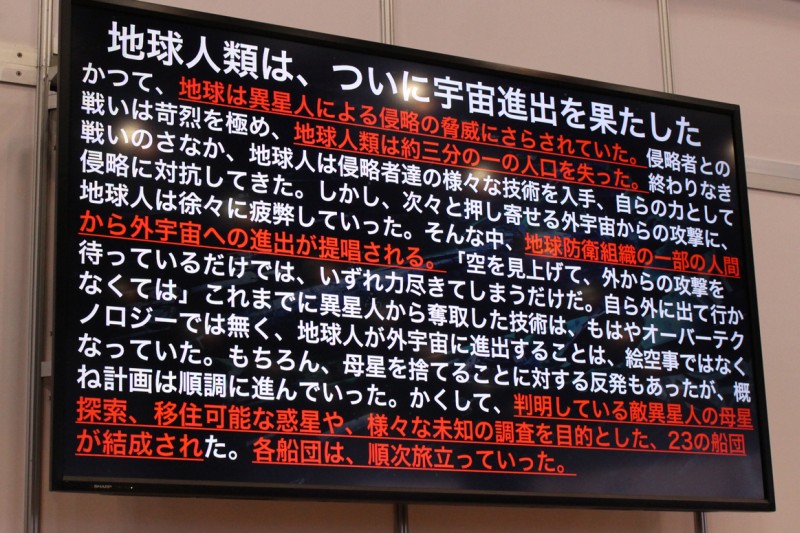 地球人類は、ついに宇宙進出を果たした
かつて、地球は異星人による侵略の脅威にさらされていた。侵略者との
戦いは苛烈を極め、地球人類は約三分の一の人口を失った。終わりなき
戦いのさなか、地球人は侵略者達の様々な技術を入手、自らの力として
侵略に対抗してきた。しかし、次々と押し寄せる外宇宙からの攻撃に、
地球人は徐々に疲弊していった。そんな中、地球防衛組織の一部の人間
から外宇宙への進出が提唱される。「空を見上げて、外からの攻撃を
待っているだけでは、いずれ力尽きてしまうだけだ。自ら外に出て行か
なくては」これまでに異星人から奪取した技術は、もはやオーバーテク
ノロジーでは無く、地球人が外宇宙に進出することは、絵空事ではなく
なっていた。もちろん、母星を捨てることに対する反発もあったが、概
ね計画は順調に進んでいった。かくして、判明している敵異星人の母星
探索、移住可能な惑星や、様々な未知の調査を目的とした、23の船団
が結成された。各船団は、順次旅立っていった。
SHARP